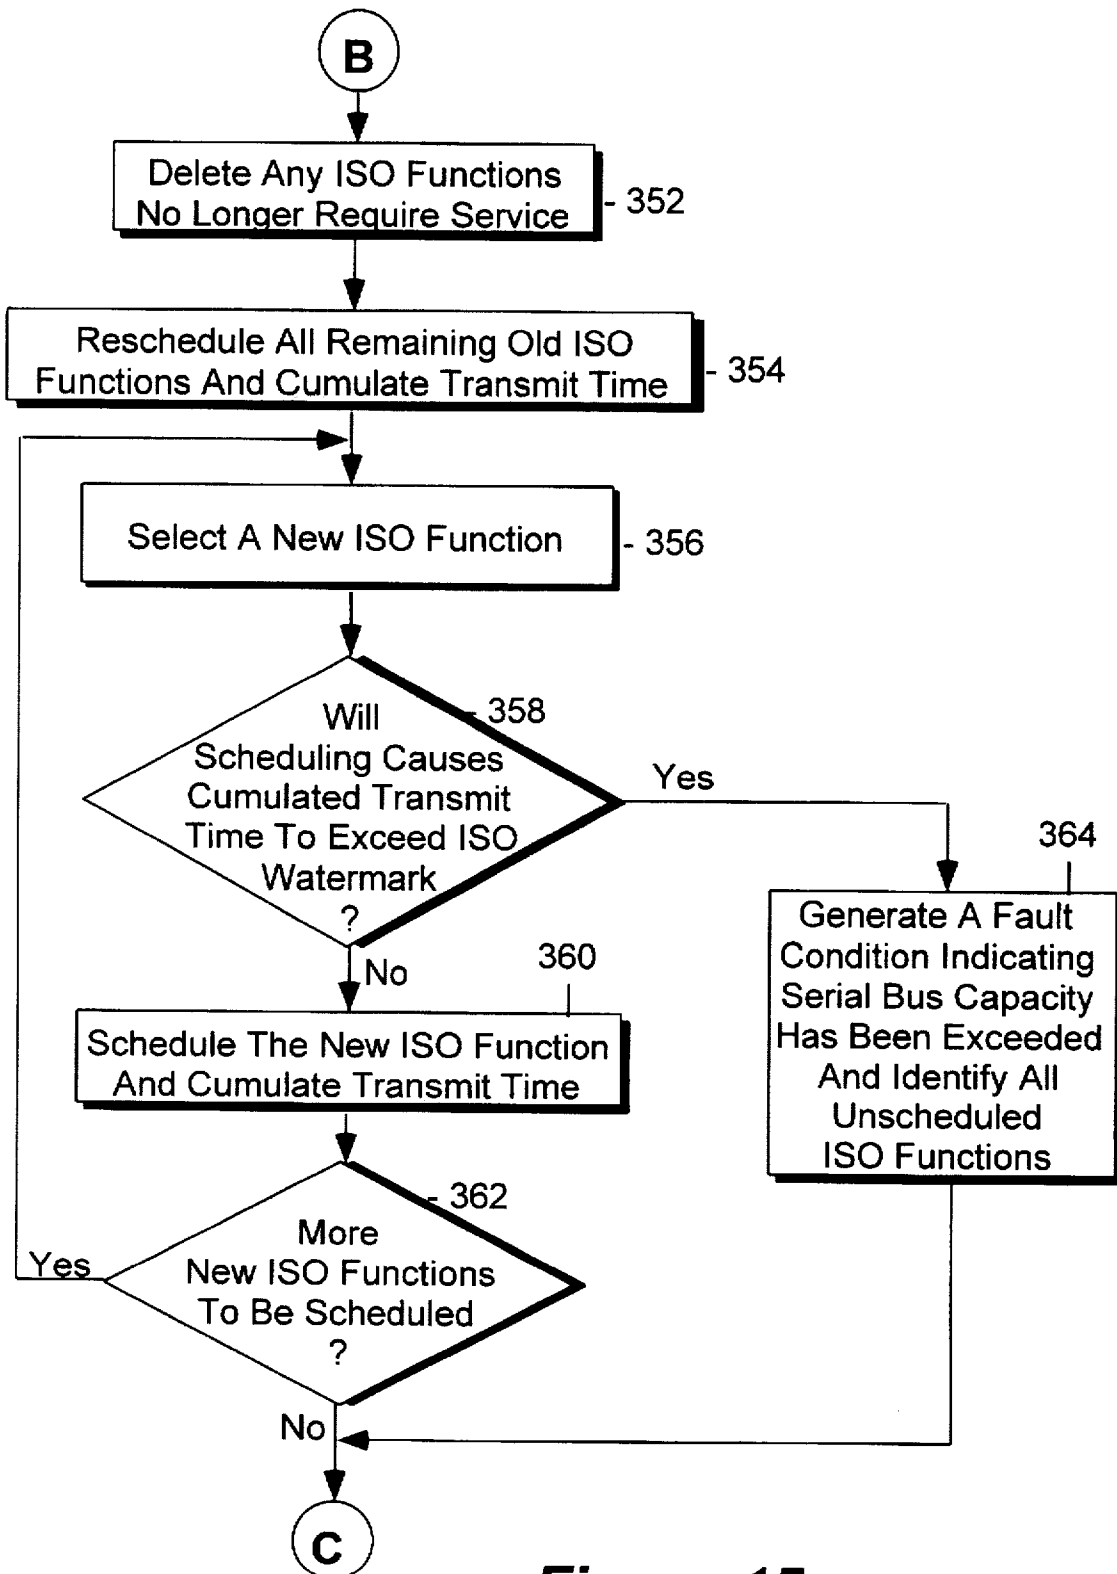 B
Delete Any ISO Functions
No Longer Require Service
- 352
Reschedule All Remaining Old ISO
Functions And Cumulate Transmit Time
- 354
Select A New ISO Function
- 356
Will
Scheduling Causes
Cumulated Transmit
Time To Exceed ISO
Watermark
?
- 358
Yes
No
364
Generate A Fault
Condition Indicating
Serial Bus Capacity
Has Been Exceeded
And Identify All
Unscheduled
ISO Functions
360
Schedule The New ISO Function
And Cumulate Transmit Time
- 362
More
New ISO Functions
To Be Scheduled
?
Yes
No
C